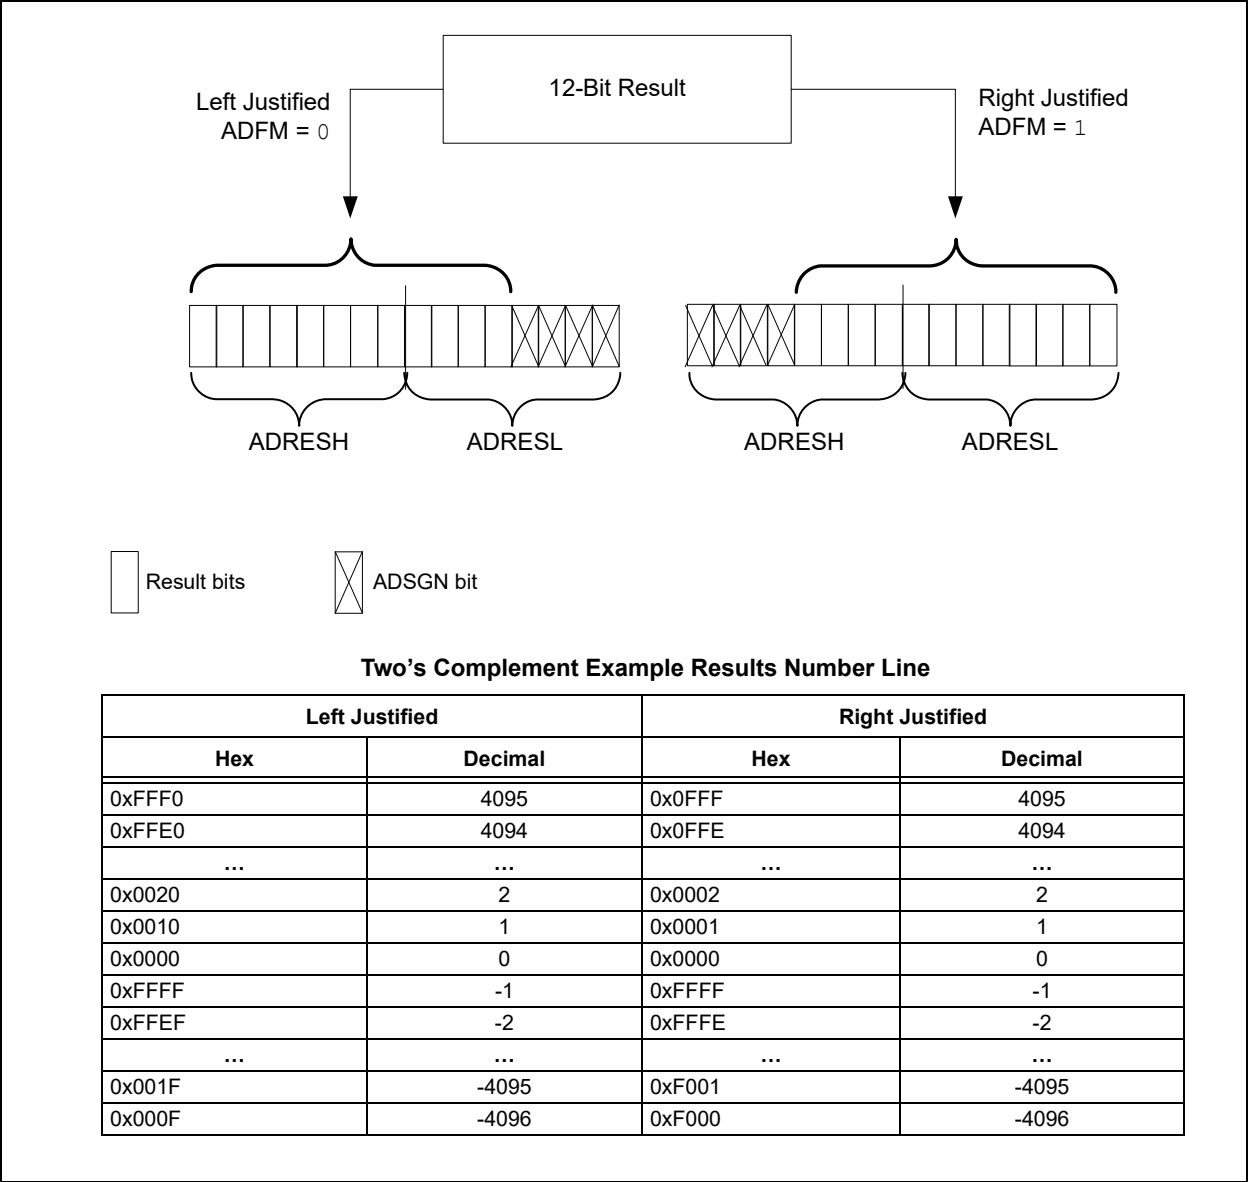 12-Bit Result
Left Justified
ADFM = 0
Right Justified
ADFM = 1
ADRESH ADRESL ADRESH ADRESL
Result bits ADSGN bit
Two’s Complement Example Results Number Line
Left Justified Right Justified
Hex Decimal Hex Decimal
0xFFF0 4095 0x0FFF 4095
0xFFE0 4094 0x0FFE 4094
… … … …
0x0020 2 0x0002 2
0x0010 1 0x0001 1
0x0000 0 0x0000 0
0xFFFF -1 0xFFFF -1
0xFFEF -2 0xFFFE -2
… … … …
0x001F -4095 0xF001 -4095
0x000F -4096 0xF000 -4096